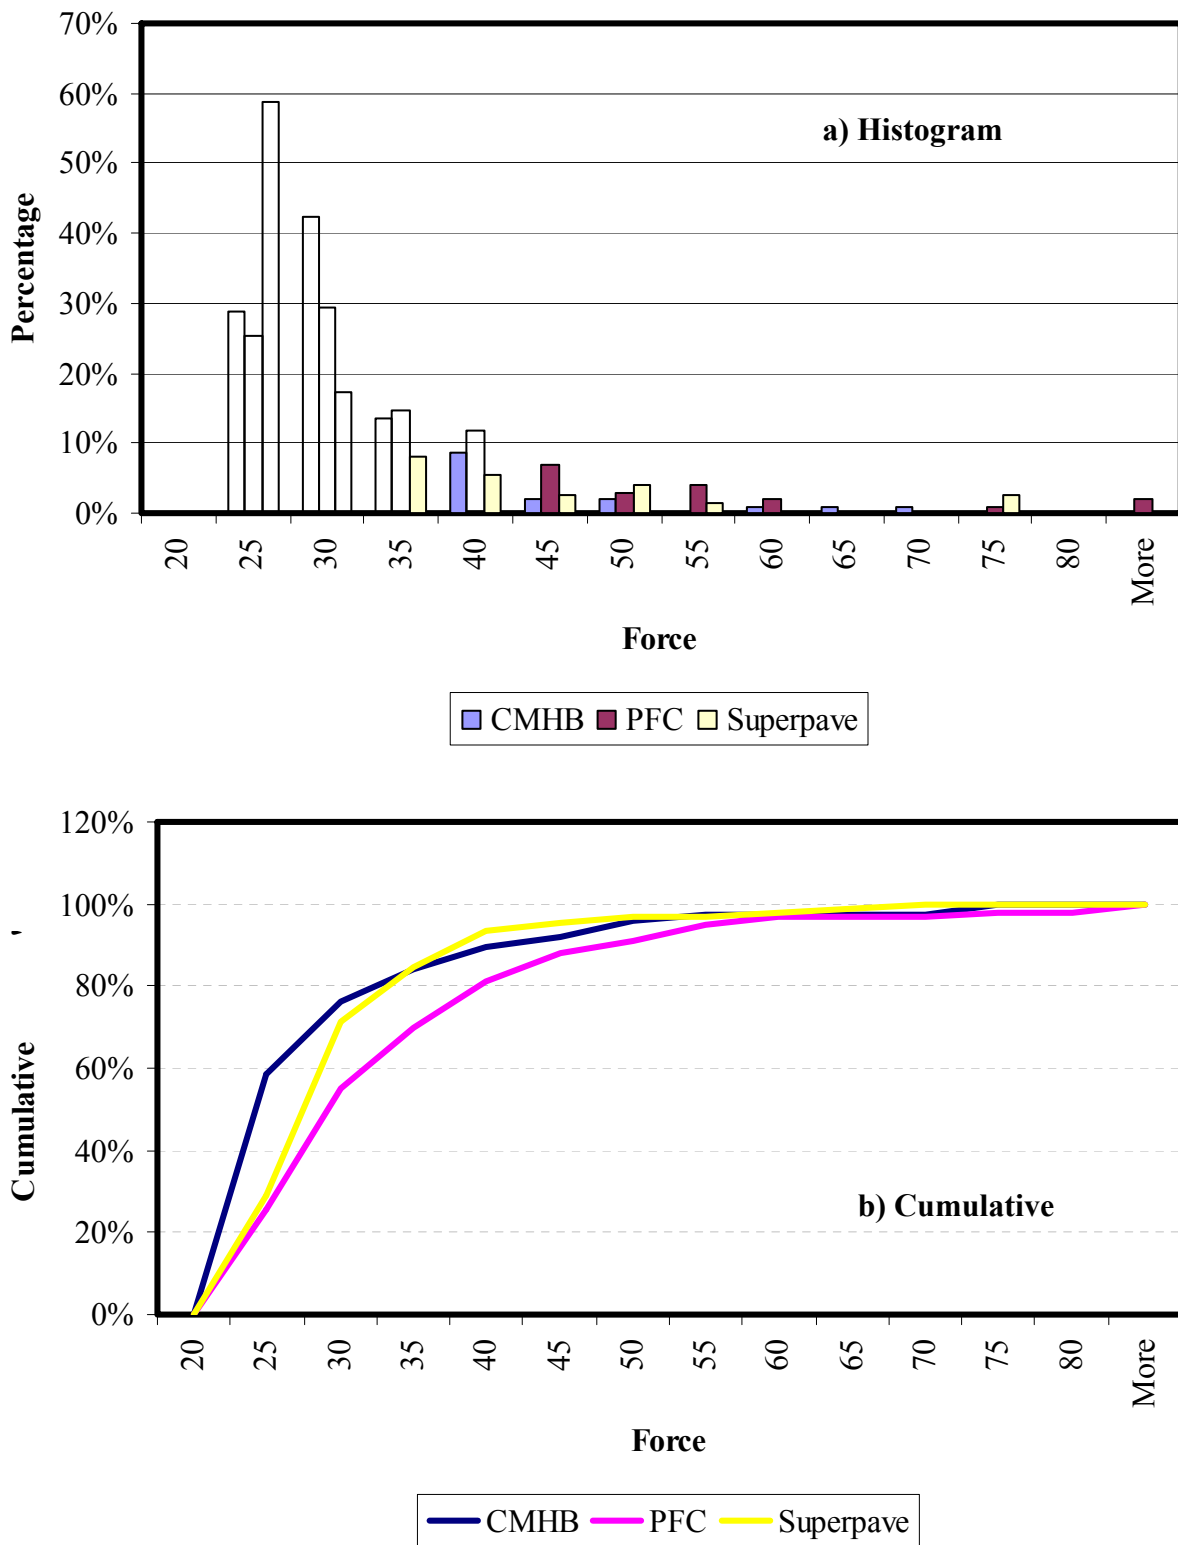 70%
60%
50%
40%
30%
20%
10%
0%
Percentage
a) Histogram
20 25 30 35 40 45 50 55 60 65 70 75 80 More
Force
CMHB PFC Superpave
120%
100%
80%
60%
40%
20%
0%
Cumulative
b) Cumulative
20 25 30 35 40 45 50 55 60 65 70 75 80 More
Force
CMHB PFC Superpave